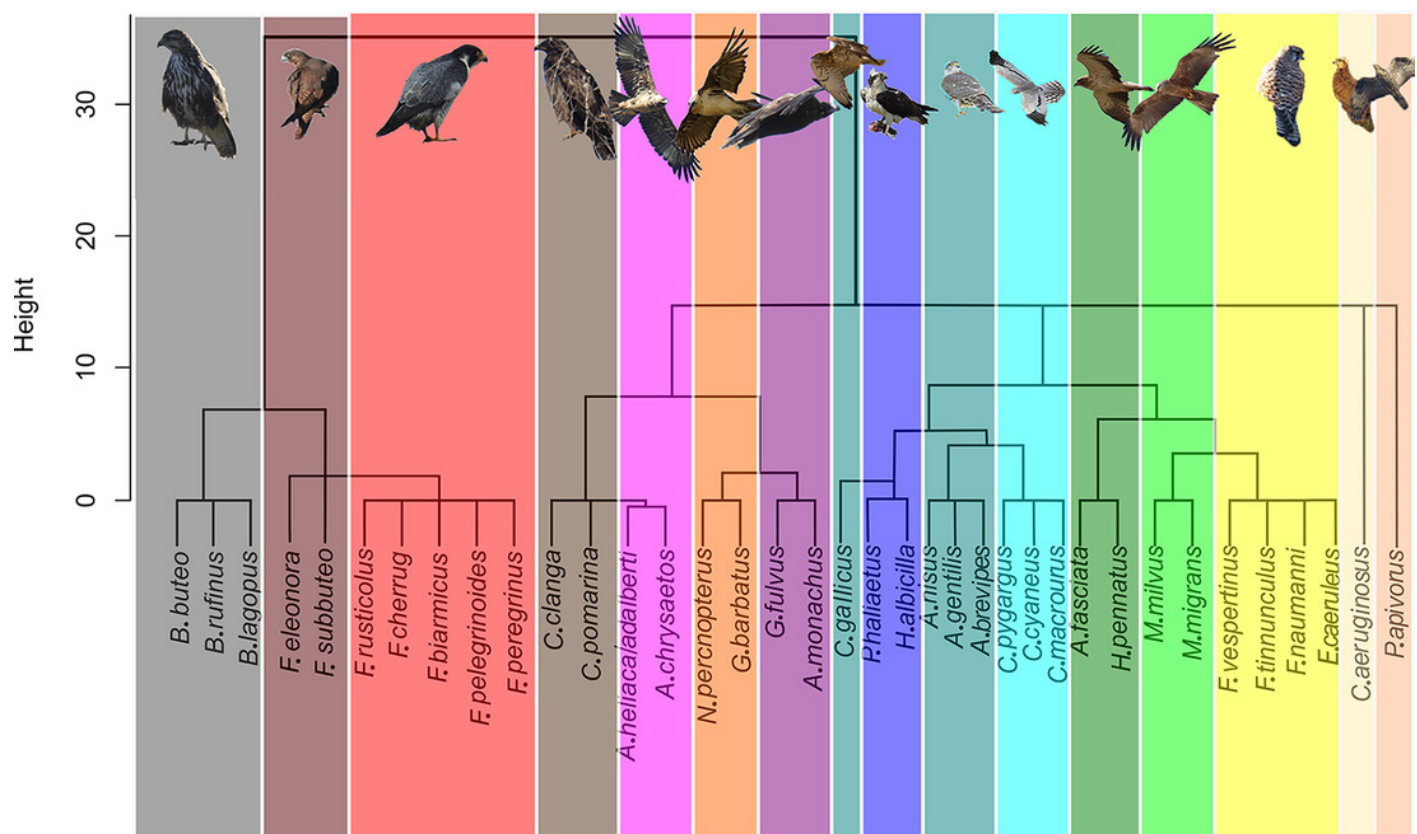 Height
30
20
10
0
B.buteo
B.rufinus
B.lagopus
F.eleonora
F.subbuteo
F.rusticolus
F.cherrug
F.biarmicus
F.pelegrinoides
F.peregrinus
C.clanga
C.pomarina
A.heliacaladalberti
A.chrysaetos
N.percnopterus
G.barbatus
G.fulvus
A.monachus
C.gallicus
P.haliaetus
H.albicilla
A.nisus
A.gentilis
A.brevipes
C.pygargus
C.cyaneus
C.macrourus
A.fasciata
H.pennatus
M.milvus
M.migrans
F.vespertinus
F.tinnunculus
F.naumanni
E.caeruleus
C.aeruginosus
P.apivorus